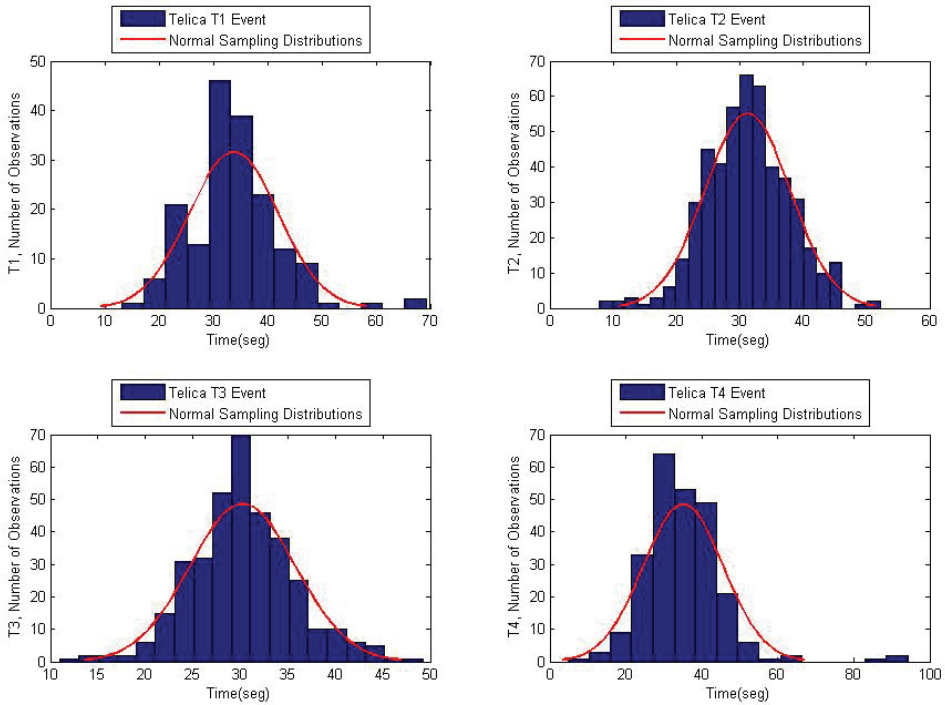 Telica T1 Event
Normal Sampling Distributions
50
40
30
20
10
0
T1, Number of Observations
0 10 20 30 40 50 60 70
Time(seg)
Telica T2 Event
Normal Sampling Distributions
70
60
50
40
30
20
10
0
T2, Number of Observations
0 10 20 30 40 50 60
Time(seg)
Telica T3 Event
Normal Sampling Distributions
70
60
50
40
30
20
10
0
T3, Number of Observations
10 15 20 25 30 35 40 45 50
Time(seg)
Telica T4 Event
Normal Sampling Distributions
70
60
50
40
30
20
10
0
T4, Number of Observations
0 20 40 60 80 100
Time(seg)